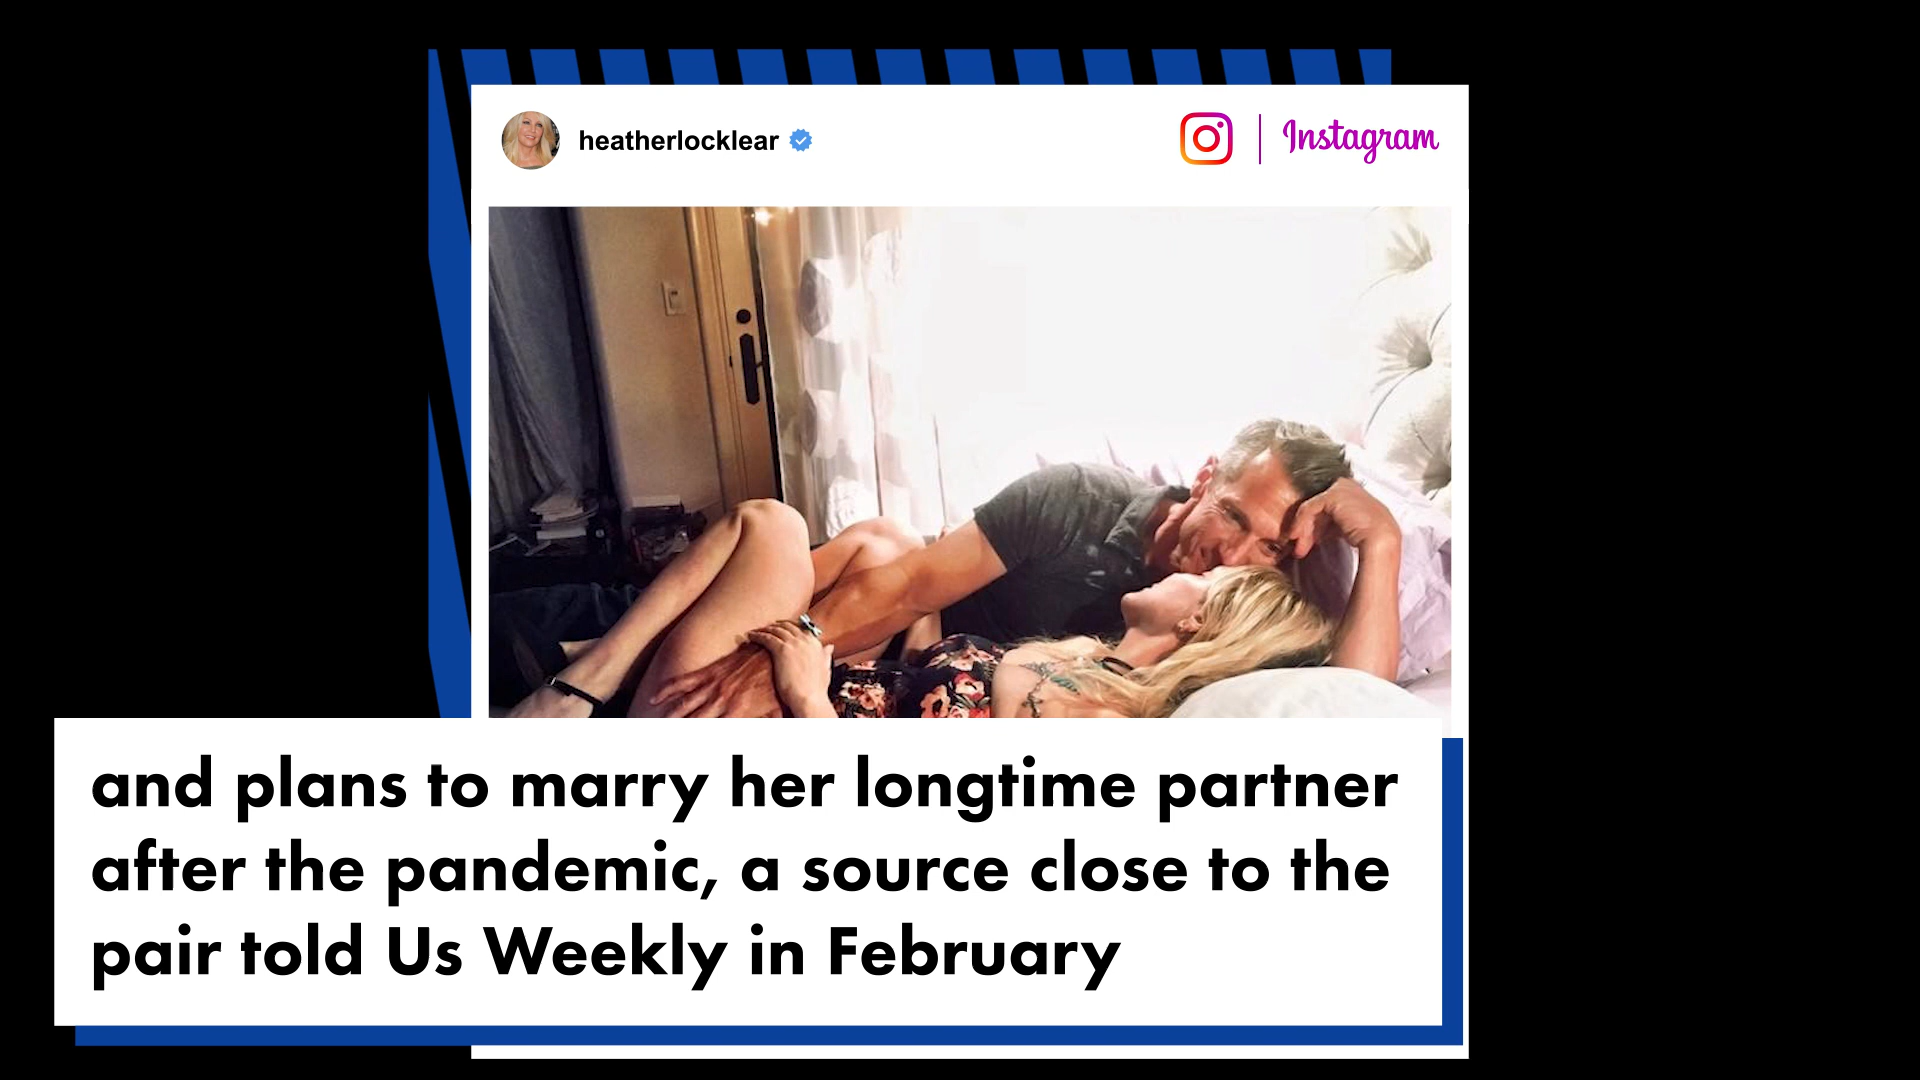 heatherlocklear
Instagram
and plans to marry her longtime partner
after the pandemic, a source close to the
pair told Us Weekly in February